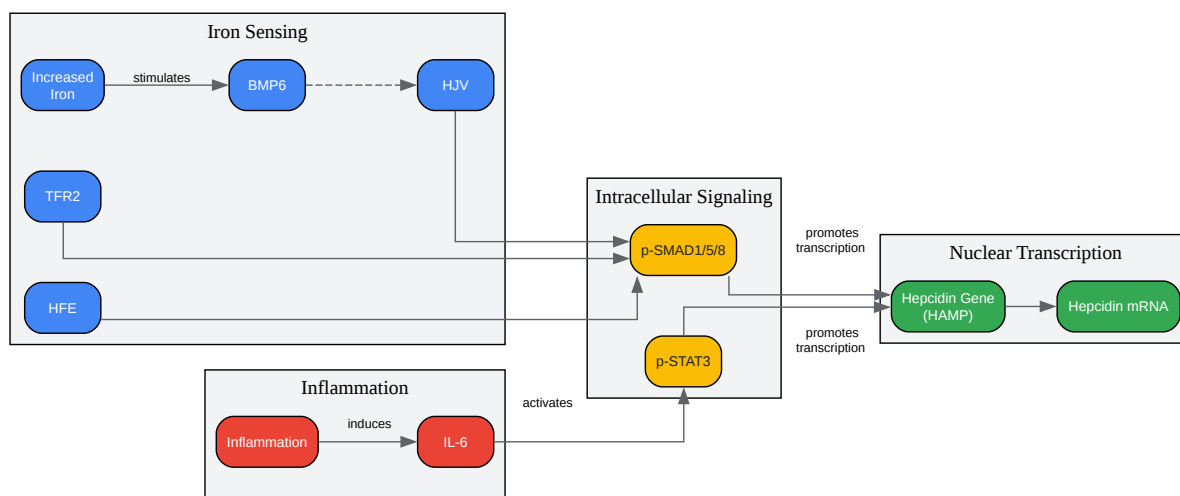 Iron Sensing
Increased
Iron
stimulates
BMP6
HJV
TFR2
HFE
Intracellular Signaling
p-SMAD1/5/8
p-STAT3
promotes
transcription
promotes
transcription
Nuclear Transcription
Hepcidin Gene
(HAMP)
Hepcidin mRNA
Inflammation
Inflammation
induces
IL-6
activates